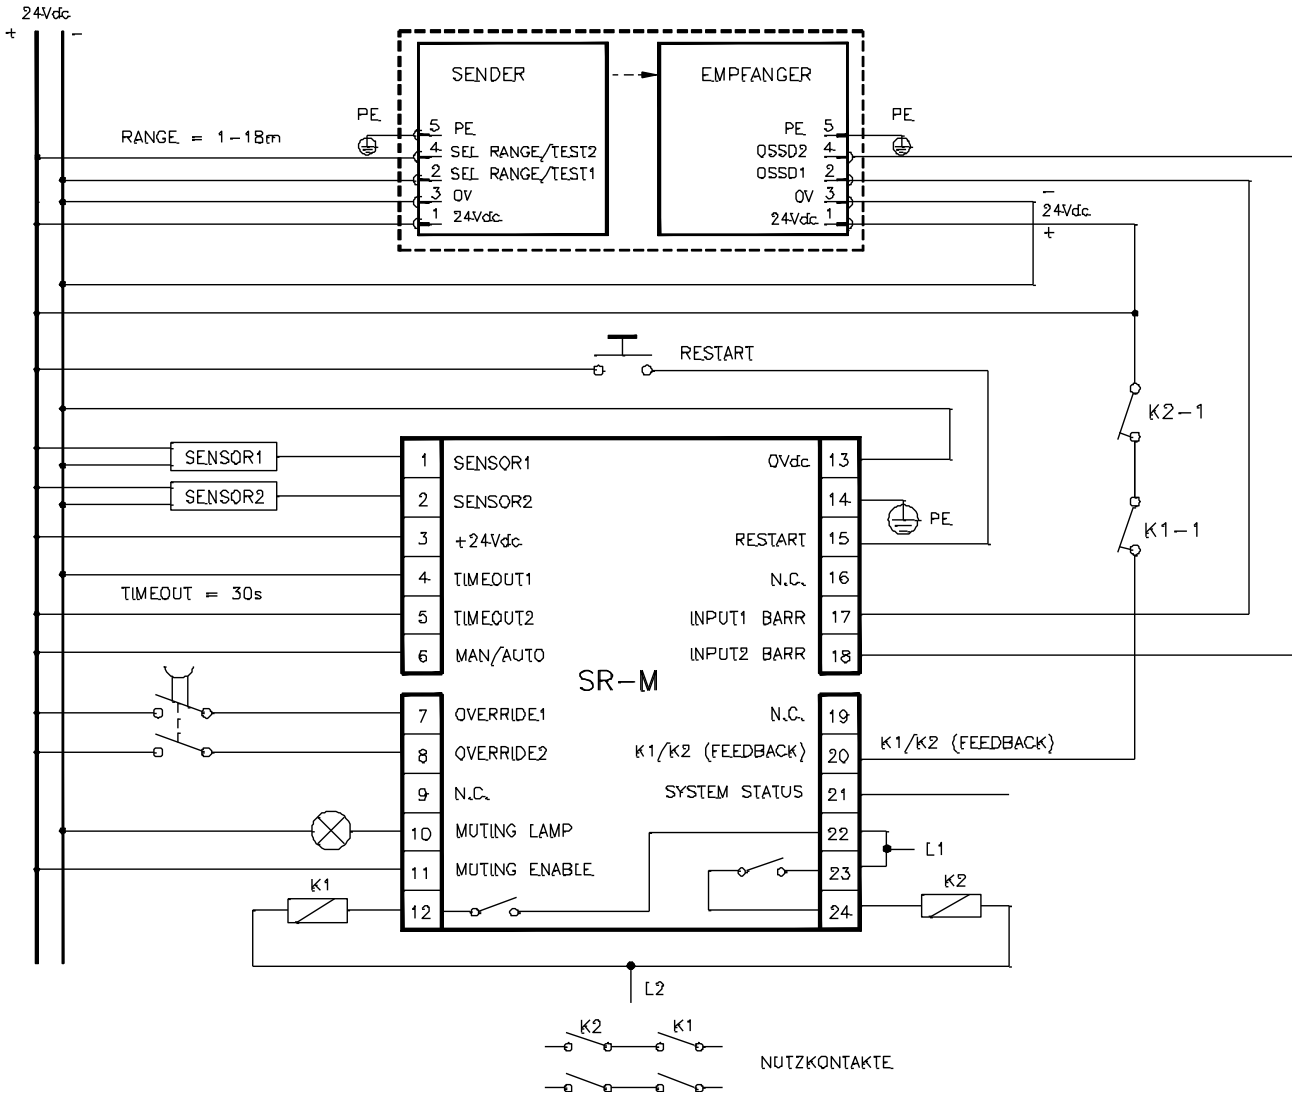 24Vdc
+ -
SENDER
EMPFANGER
RANGE = 1-18m
PE
5 PE
4 SEL RANGE/TEST2
2 SEL RANGE/TEST1
3 0V
1 24Vdc
PE 5
OSSD2 4
OSSD1 2
0V 3
24Vdc 1
PE
-
24Vdc
+
RESTART
K2-1
K1-1
SENSOR1
SENSOR2
TIMEOUT = 30s
1 SENSOR1
2 SENSOR2
3 +24Vdc
4 TIMEOUT1
5 TIMEOUT2
6 MAN/AUTO
0Vdc 13
14
PE
RESTART 15
N.C. 16
INPUT1 BARR 17
INPUT2 BARR 18
SR-M
7 OVERRIDE1
8 OVERRIDE2
9 N.C.
10 MUTING LAMP
11 MUTING ENABLE
12
N.C. 19
K1/K2 (FEEDBACK) 20
K1/K2 (FEEDBACK)
SYSTEM STATUS 21
22
23
24
L1
K1
K2
L2
K2 K1
NUTZKONTAKTE